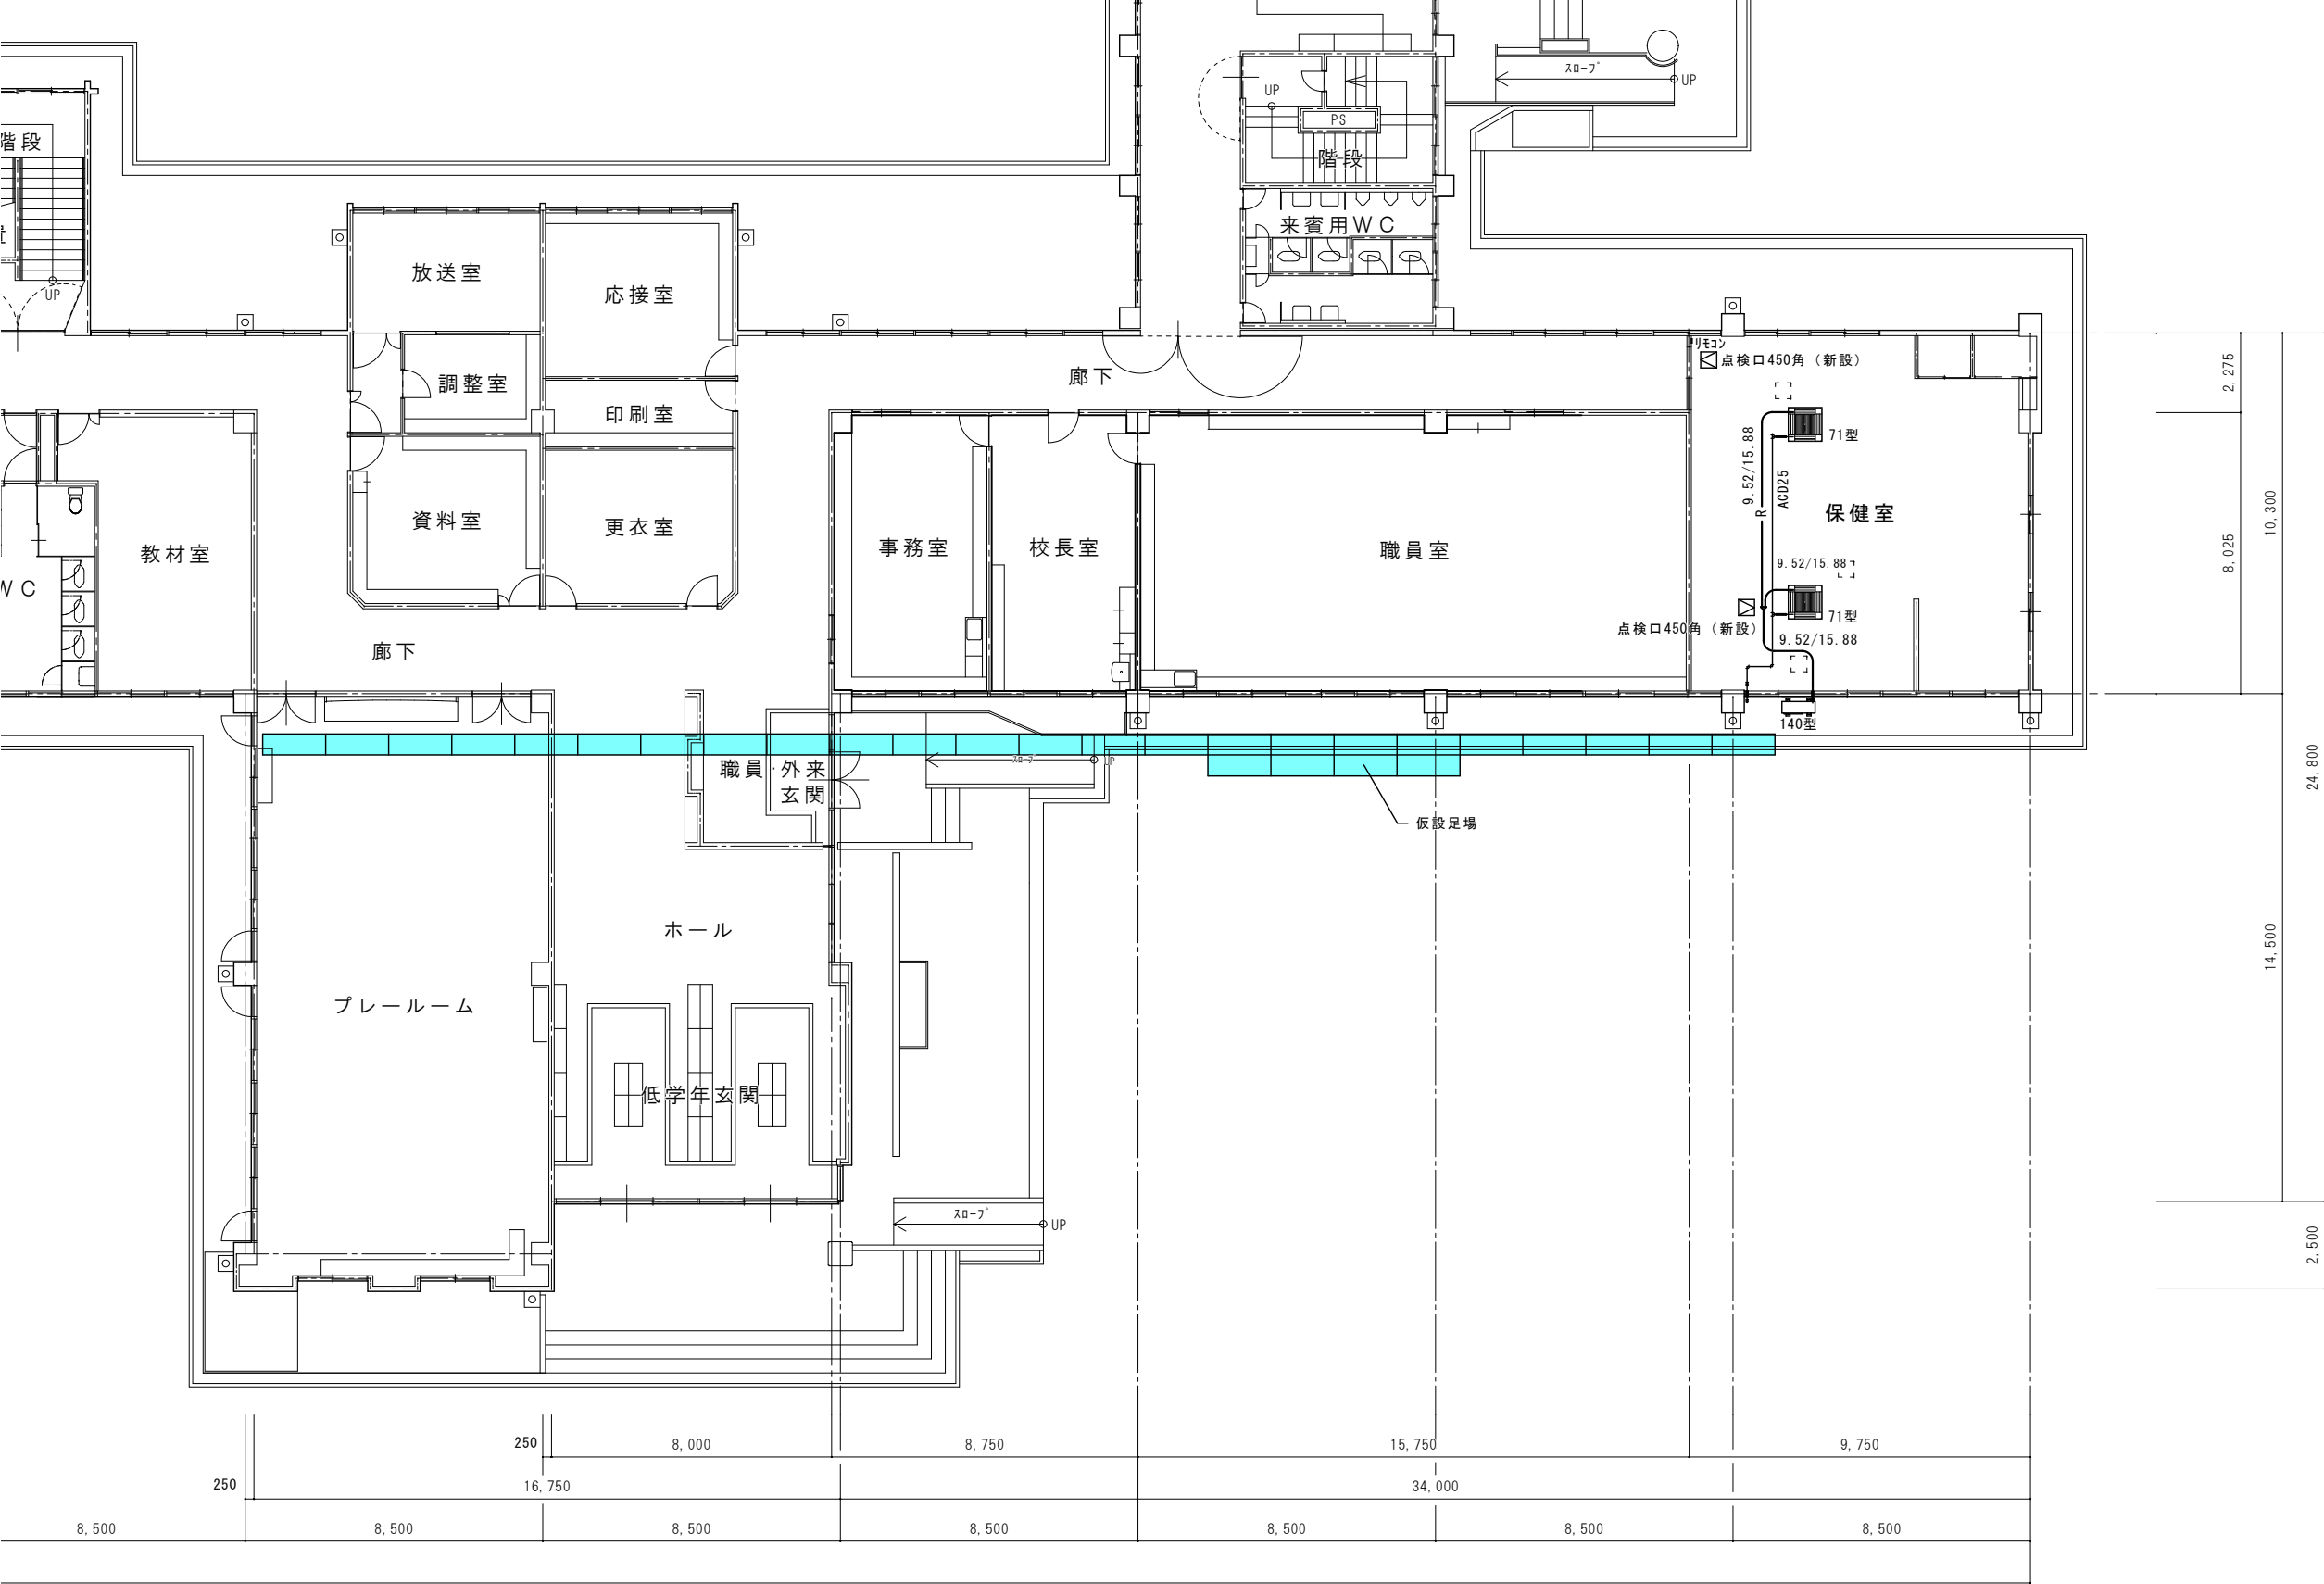 ｽﾛｰﾌﾟ
UP
UP
PS
階段
階段
来賓用WC
UP
放送室
応接室
調整室
印刷室
廊下
ﾘﾓｺﾝ
点検口450角（新設）
71型
9.52/15.88
ACD25
R
保健室
資料室
更衣室
教材室
WC
事務室
校長室
職員室
9.52/15.88
71型
点検口450角（新設）
9.52/15.88
140型
廊下
職員・外来
玄関
ｽﾛｰﾌﾟ
UP
仮設足場
ホール
プレールーム
低学年玄関
ｽﾛｰﾌﾟ
UP
2,275
8,025
10,300
14,500
24,800
2,500
250
8,000
8,750
15,750
9,750
250
16,750
34,000
8,500
8,500
8,500
8,500
8,500
8,500
8,500